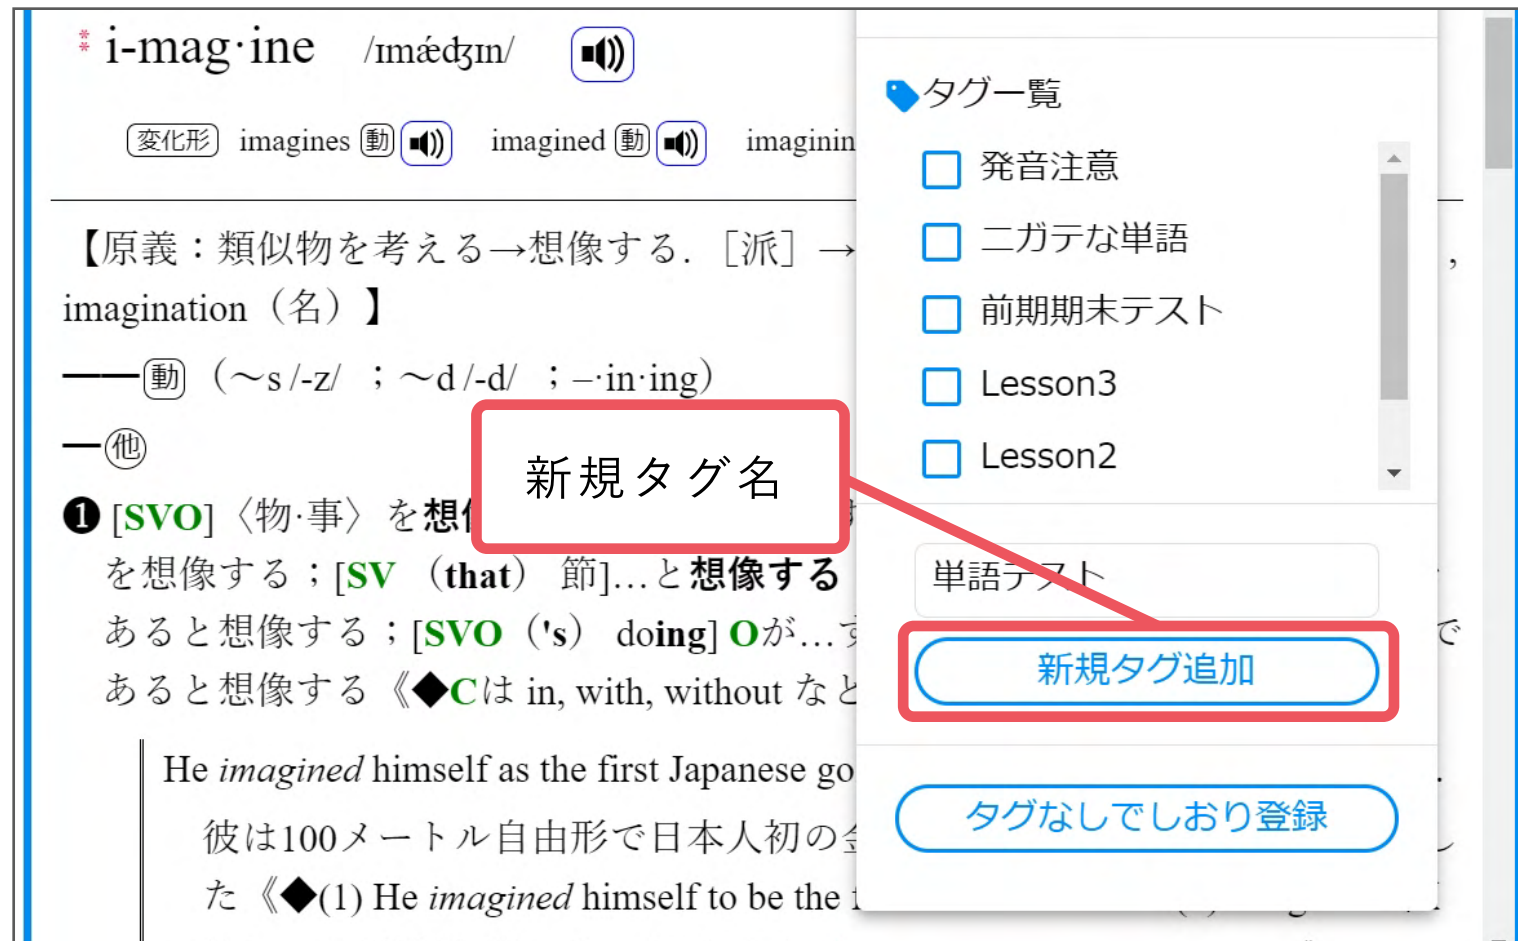 ** i-mag·ine /ɪmǽdʒɪn/
変化形 imagines 動 imagined 動 imaginin
【原義：類似物を考える→想像する．［派］→ ,
imagination（名）】
――動（～s /-z/ ；～d /-d/ ；–·in·ing）
―他
❶ [SVO]〈物·事〉を想
を想像する；[SV （that） 節]…と想像する
あると想像する；[SVO（'s） doing] Oが…す で
あると想像する《◆Cは in, with, without など
He imagined himself as the first Japanese go
彼は100メートル自由形で日本人初の金 し
た《◆(1) He imagined himself to be the f
タグ一覧
発音注意
ニガテな単語
前期期末テスト
Lesson3
Lesson2
新規タグ名
単語テスト
新規タグ追加
タグなしでしおり登録